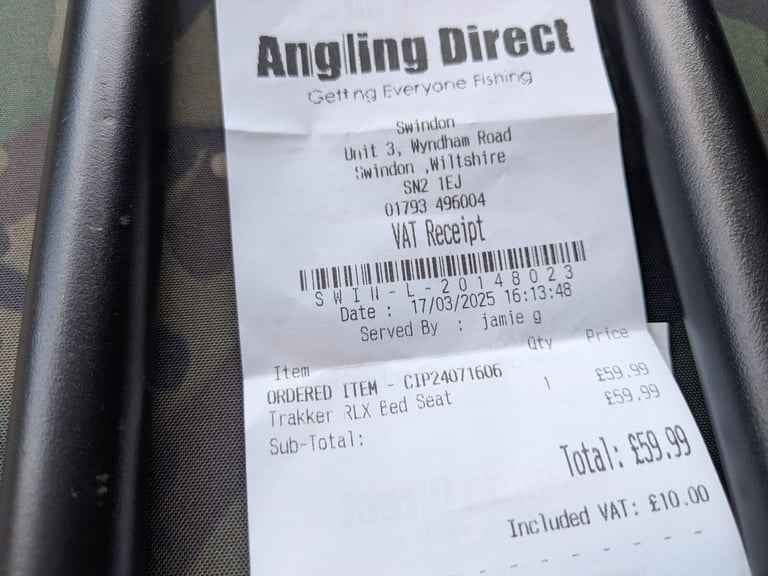 Angling Direct
Getting Everyone Fishing
Swindon
Unit 3, Wyndham Road
Swindon ,Wiltshire
SN2 1EJ
01793 496004
VAT Receipt
SWIN-L-20148023
Date : 17/03/2025 16:13:48
Served By : jamie g
Item Qty Price
ORDERED ITEM - CIP24071606
Trakker RLX Bed Seat 1 £59.99
Sub-Total: £59.99
Total: £59.99
Included VAT: £10.00
- - - - - - -